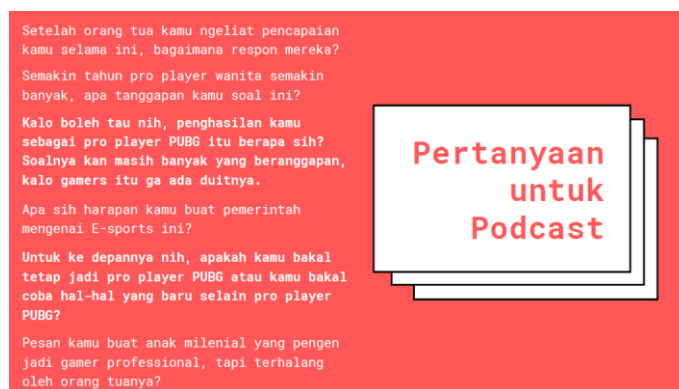 Setelah orang tua kamu ngeliat pencapaian
kamu selama ini, bagaimana respon mereka?
Semakin tahun pro player wanita semakin
banyak, apa tanggapan kamu soal ini?
Kalo boleh tau nih, penghasilan kamu
sebagai pro player PUBG itu berapa sih?
Soalnya kan masih banyak yang beranggapan,
kalo gamers itu ga ada duitnya.
Apa sih harapan kamu buat pemerintah
mengenai E-sports ini?
Untuk ke depannya nih, apakah kamu bakal
tetap jadi pro player PUBG atau kamu bakal
coba hal-hal yang baru selain pro player
PUBG?
Pesan kamu buat anak milenial yang pengen
jadi gamer professional, tapi terhalang
oleh orang tuanya?
Pertanyaan
untuk
Podcast